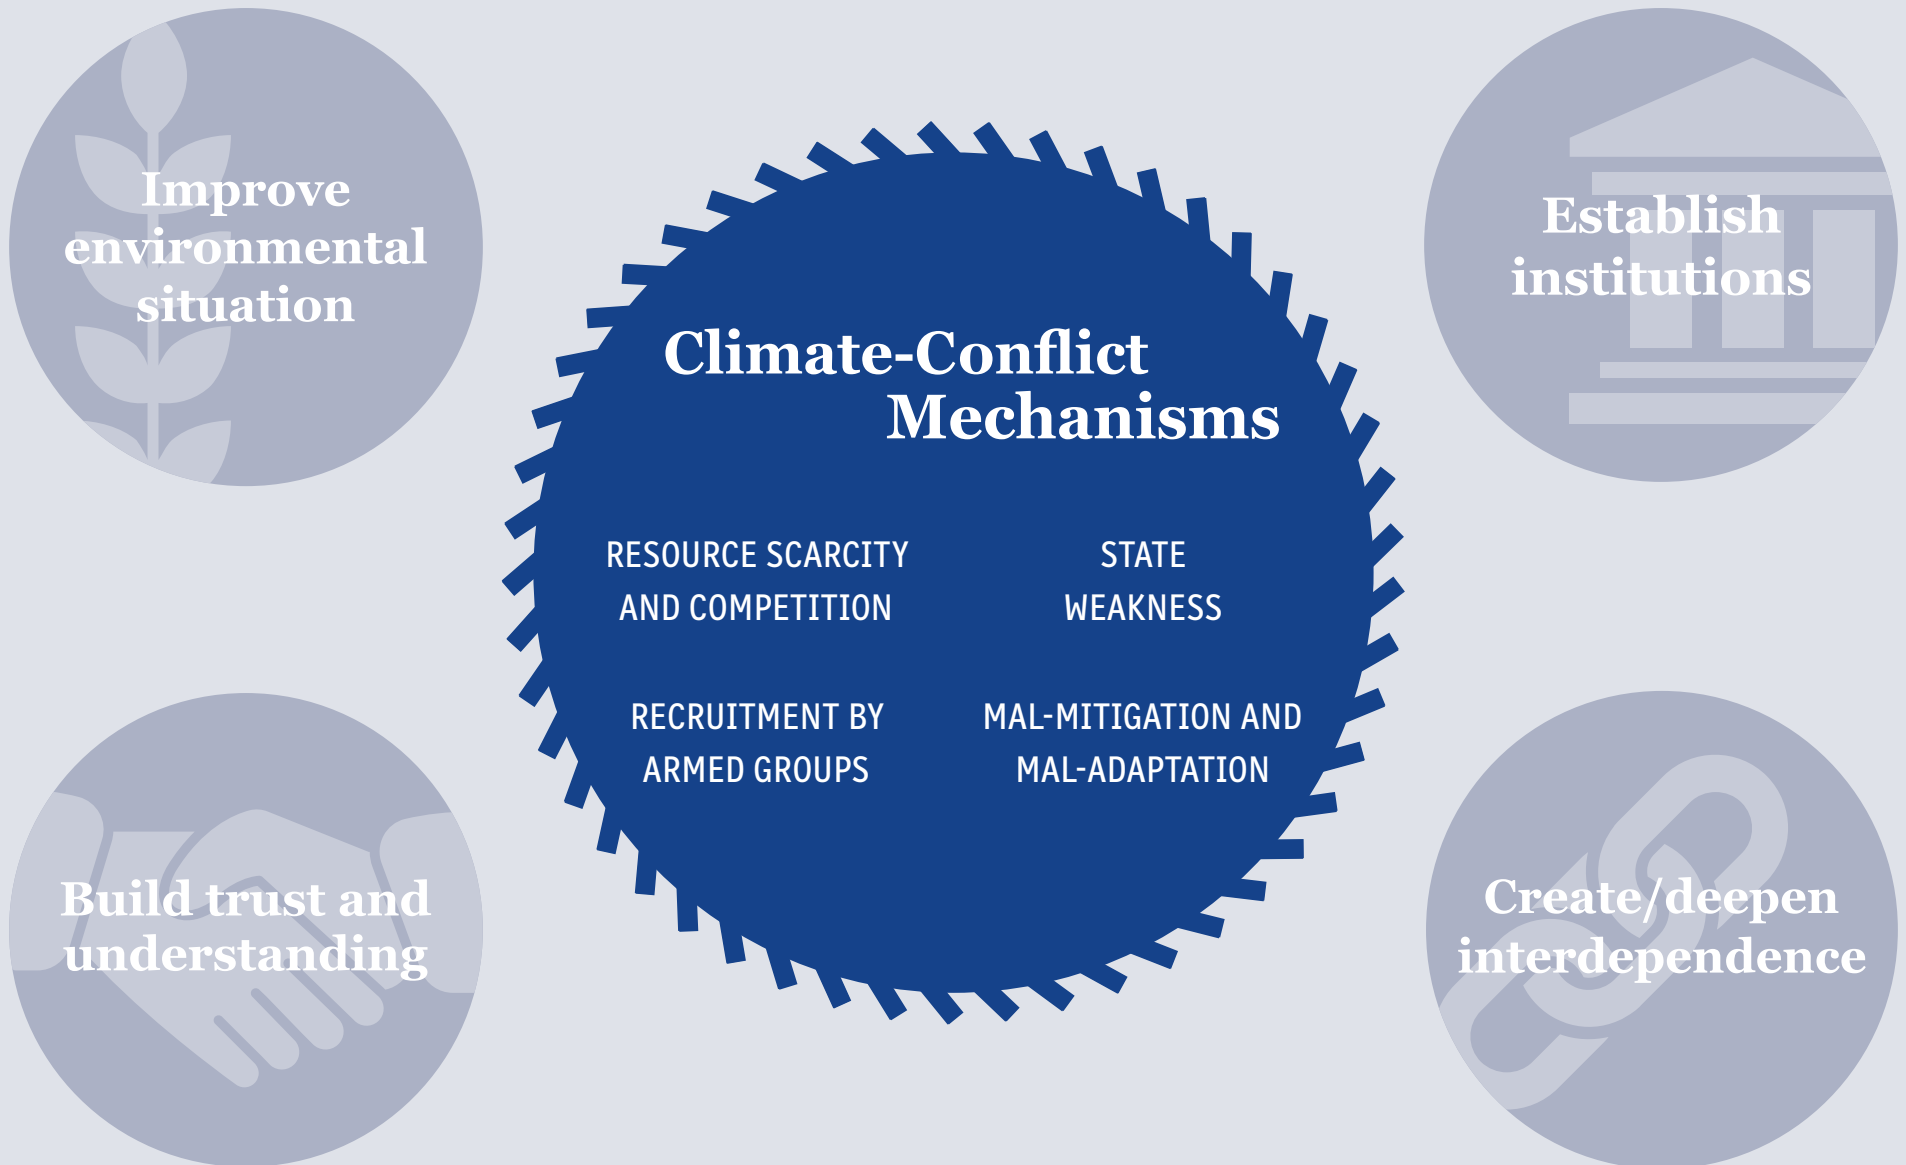 Improve
environmental
situation
Establish
institutions
Climate-Conflict
Mechanisms
RESOURCE SCARCITY
AND COMPETITION
STATE
WEAKNESS
RECRUITMENT BY
ARMED GROUPS
MAL-MITIGATION AND
MAL-ADAPTATION
Build trust and
understanding
Create/deepen
interdependence